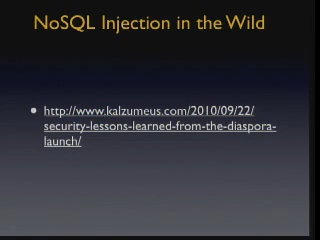 NoSQL Injection in the Wild
• http://www.kalzumeus.com/2010/09/22/
security-lessons-learned-from-the-diaspora-
launch/